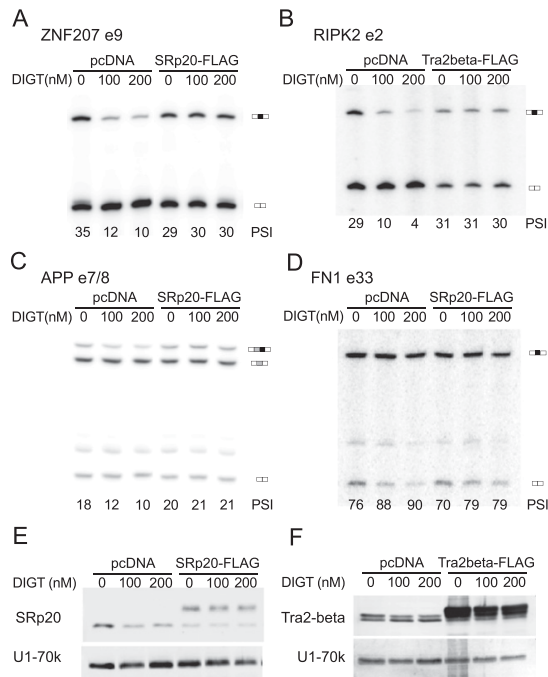 A
ZNF207 e9
pcDNA SRp20-FLAG
DIGT(nM) 0 100 200 0 100 200
35 12 10 29 30 30 PSI
B
RIPK2 e2
pcDNA Tra2beta-FLAG
DIGT(nM) 0 100 200 0 100 200
29 10 4 31 31 30 PSI
C
APP e7/8
pcDNA SRp20-FLAG
DIGT(nM) 0 100 200 0 100 200
18 12 10 20 21 21 PSI
D
FN1 e33
pcDNA SRp20-FLAG
DIGT(nM) 0 100 200 0 100 200
76 88 90 70 79 79 PSI
E
pcDNA SRp20-FLAG
DIGT (nM) 0 100 200 0 100 200
SRp20
U1-70k
F
pcDNA Tra2beta-FLAG
DIGT (nM) 0 100 200 0 100 200
Tra2-beta
U1-70k